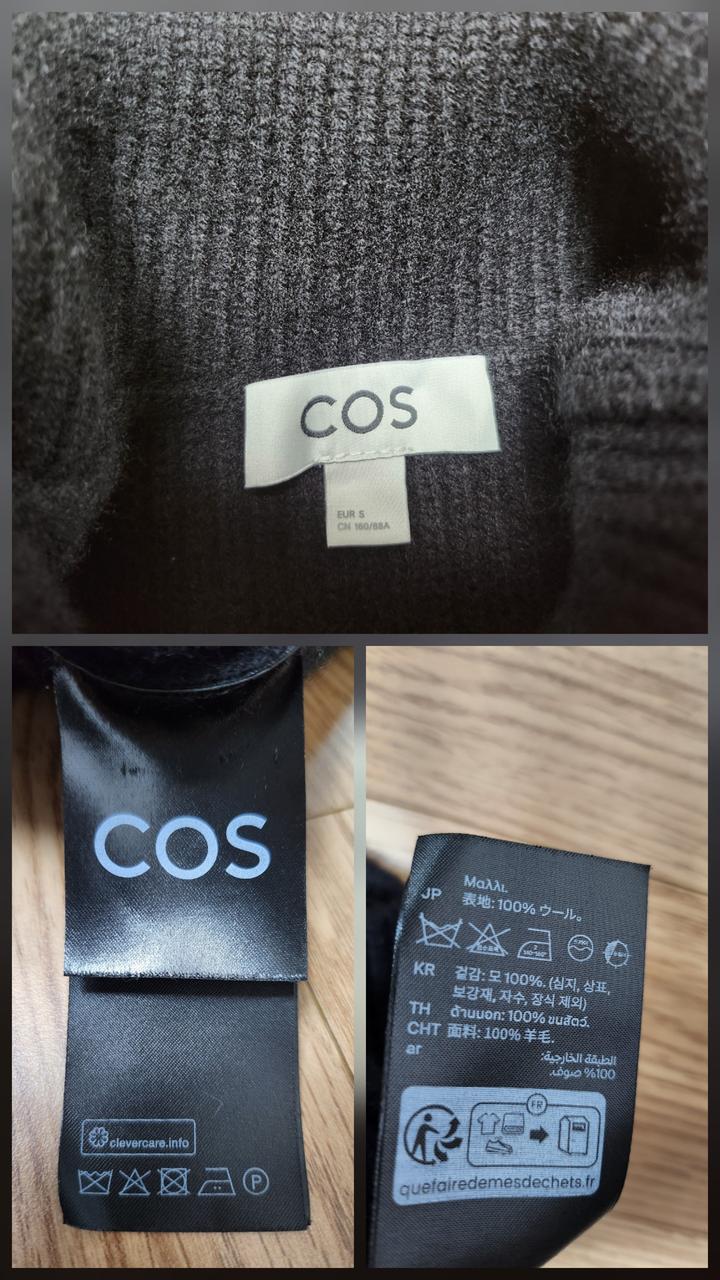 COS
EUR S
CN 160/88A
COS
clevercare.info
P
Μαλλί.
JP 表地: 100% ウール。
KR 겉감: 모 100%. (심지, 상표,
보강재, 자수, 장식 제외)
TH ด้านนอก: 100% ขนสัตว์.
CHT 面料: 100% 羊毛.
ar الطبقة الخارجية:
100% صوف.
FR
quefairedemesdechets.fr